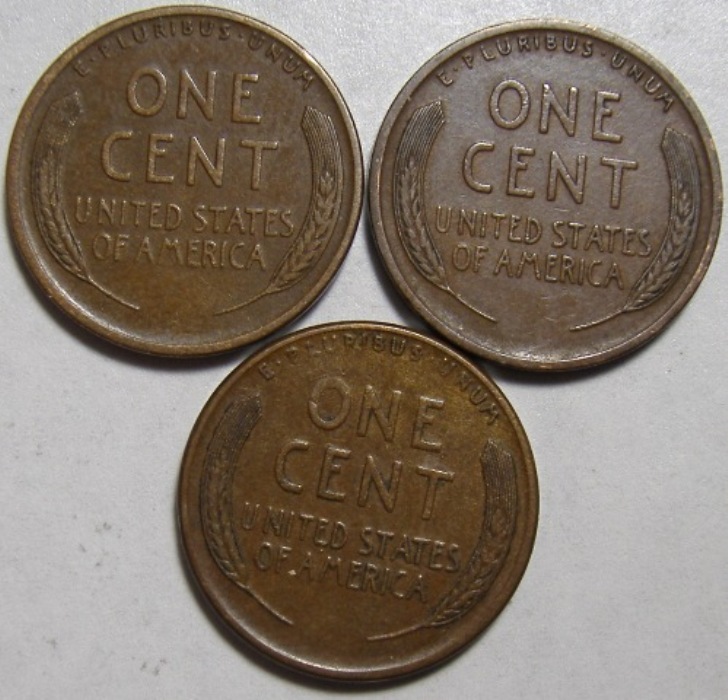 E·PLURIBUS·UNUM
ONE
CENT
UNITED STATES
OF AMERICA
E·PLURIBUS·UNUM
ONE
CENT
UNITED STATES
OF AMERICA
E·PLURIBUS·UNUM
ONE
CENT
UNITED STATES
OF AMERICA